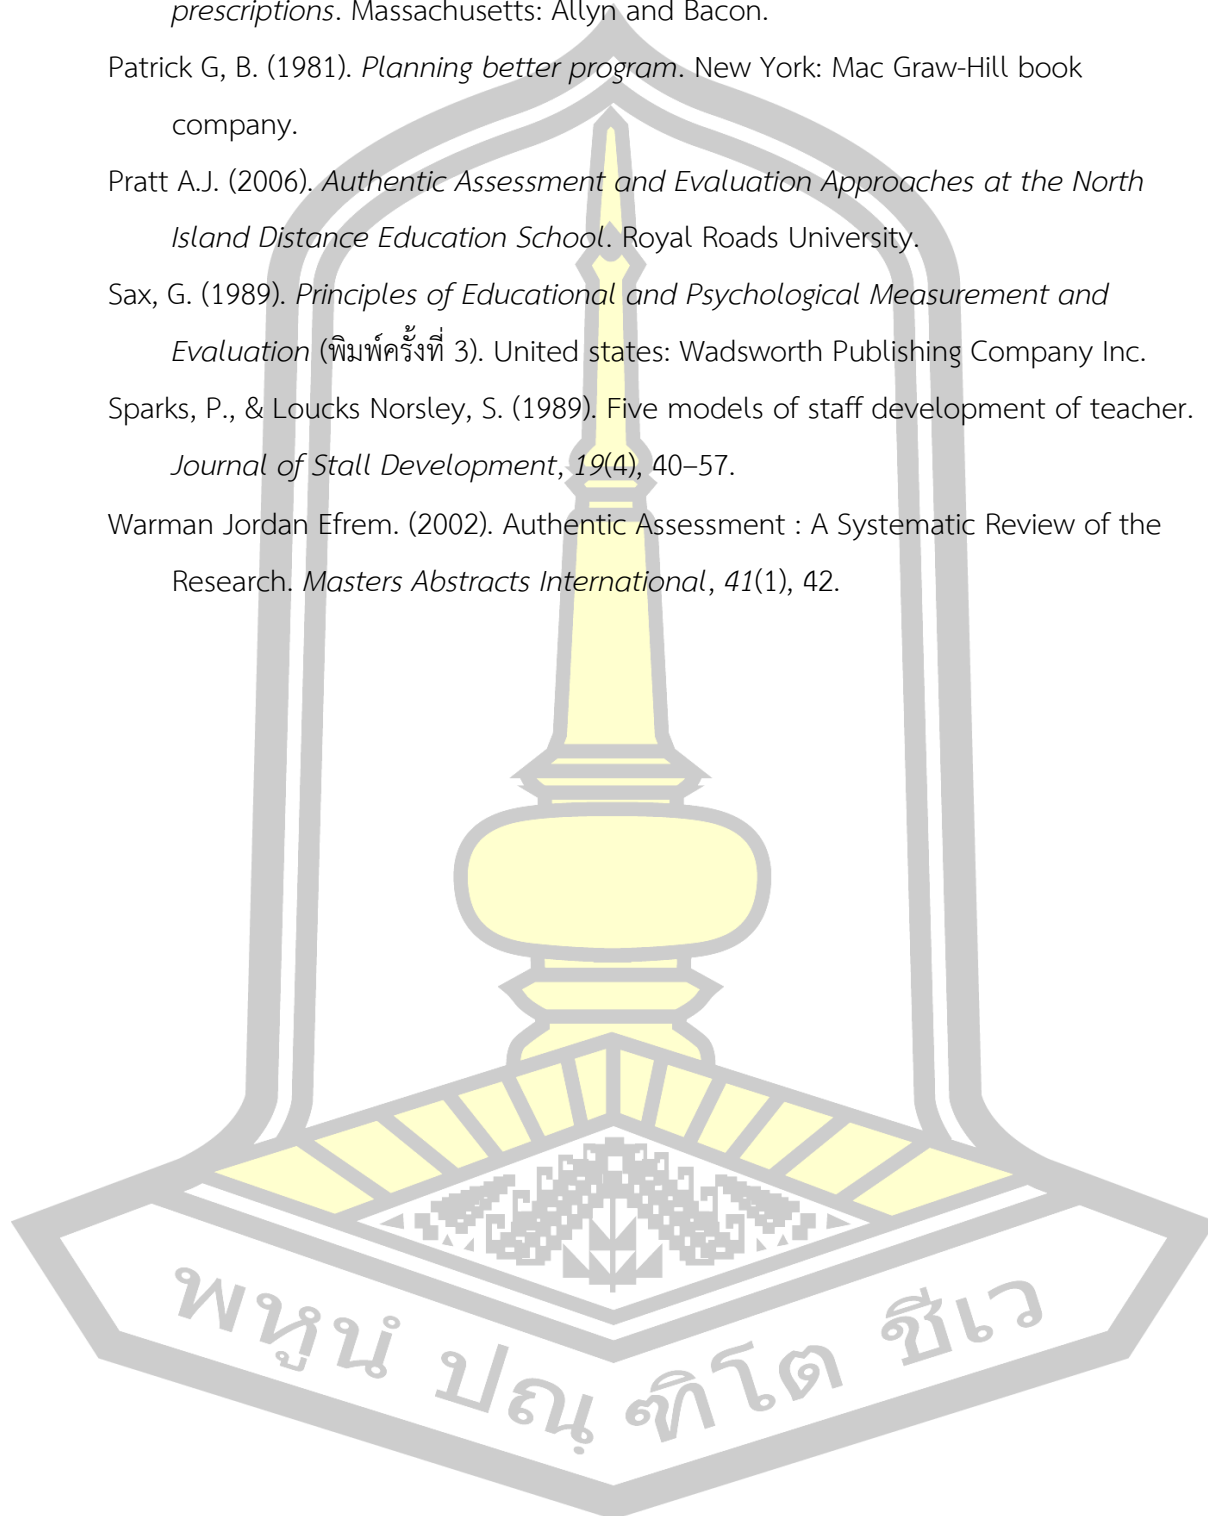 prescriptions. Massachusetts: Allyn and Bacon.
Patrick G, B. (1981). Planning better program. New York: Mac Graw-Hill book
company.
Pratt A.J. (2006). Authentic Assessment and Evaluation Approaches at the North
Island Distance Education School. Royal Roads University.
Sax, G. (1989). Principles of Educational and Psychological Measurement and
Evaluation (พิมพ์ครั้งที่ 3). United states: Wadsworth Publishing Company Inc.
Sparks, P., & Loucks Norsley, S. (1989). Five models of staff development of teacher.
Journal of Stall Development, 19(4), 40–57.
Warman Jordan Efrem. (2002). Authentic Assessment : A Systematic Review of the
Research. Masters Abstracts International, 41(1), 42.
พหูนํ ปณฺฑิโต ชีเว